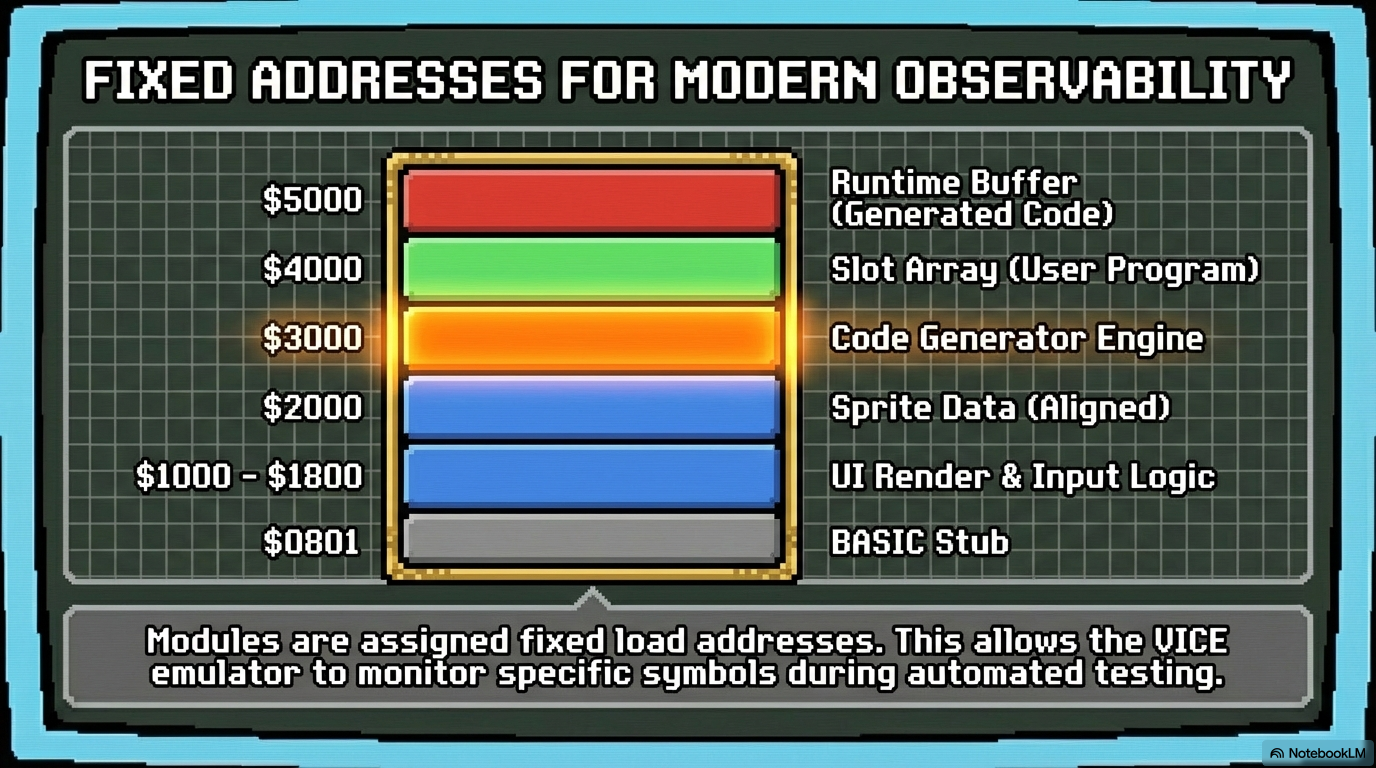 FIXED ADDRESSES FOR MODERN OBSERVABILITY
$5000
Runtime Buffer
(Generated Code)
$4000
Slot Array (User Program)
$3000
Code Generator Engine
$2000
Sprite Data (Aligned)
$1000 - $1800
UI Render & Input Logic
$0801
BASIC Stub
Modules are assigned fixed load addresses. This allows the VICE
emulator to monitor specific symbols during automated testing.
NotebookLM